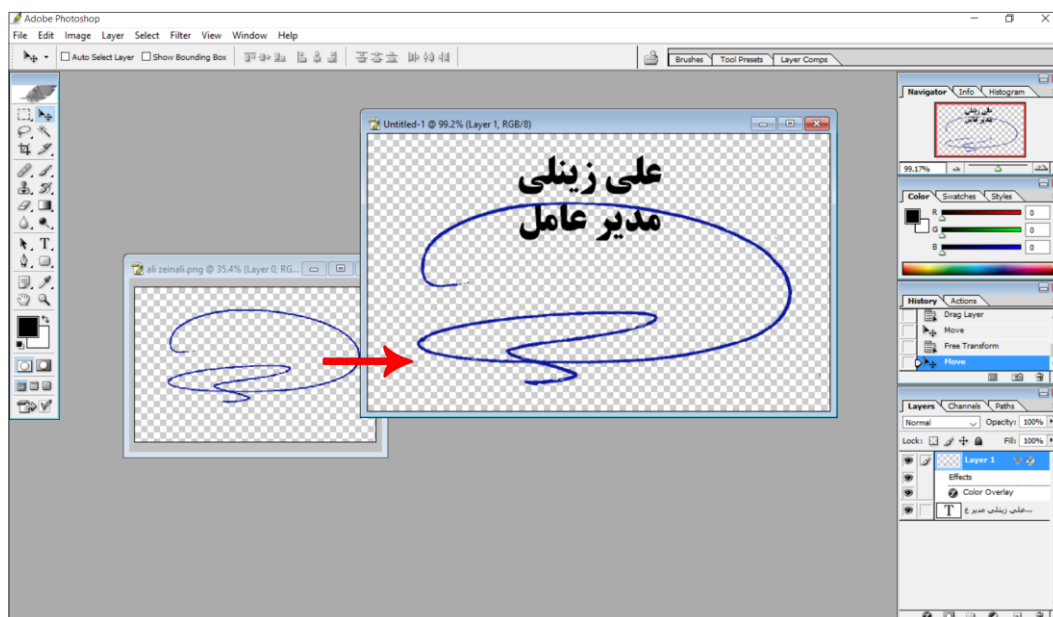 Adobe Photoshop
File Edit Image Layer Select Filter View Window Help
Auto Select Layer Show Bounding Box
Brushes Tool Presets Layer Comps
Navigator Info Histogram
99.17%
Color Swatches Styles
R 0
G 0
B 0
History Actions
Drag Layer
Move
Free Transform
Move
Layers Channels Paths
Normal Opacity: 100%
Lock: Fill: 100%
Layer 1
Effects
Color Overlay
T علی زینلی مدیر ع...
Untitled-1 @ 99.2% (Layer 1, RGB/8)
علی زینلی
مدیر عامل
ali zeinali.png @ 35.4% (Layer 0, RG...